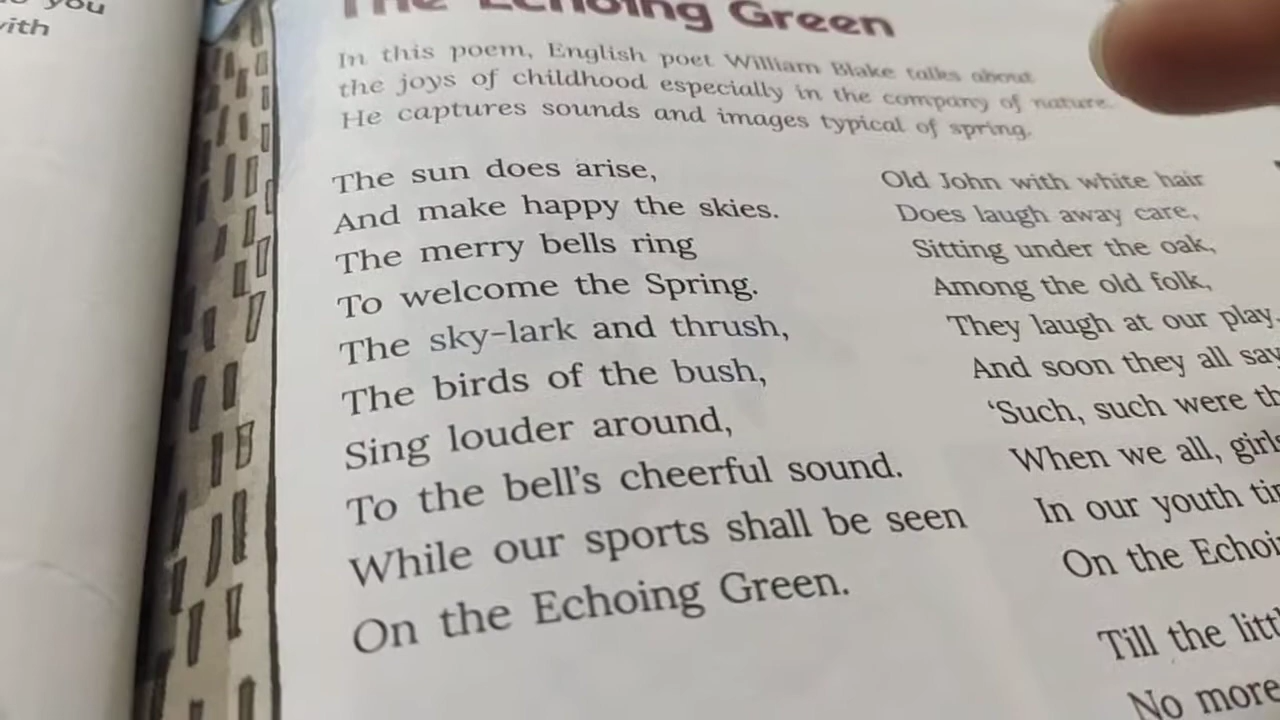 you
with
The Echoing Green
In this poem, English poet William Blake talks about
the joys of childhood especially in the company of nature.
He captures sounds and images typical of spring.
The sun does arise,
And make happy the skies.
The merry bells ring
To welcome the Spring.
The sky-lark and thrush,
The birds of the bush,
Sing louder around,
To the bell's cheerful sound.
While our sports shall be seen
On the Echoing Green.
Old John with white hair
Does laugh away care,
Sitting under the oak,
Among the old folk,
They laugh at our play,
And soon they all say
‘Such, such were
When we all,
In our youth
On the
Till the
No more